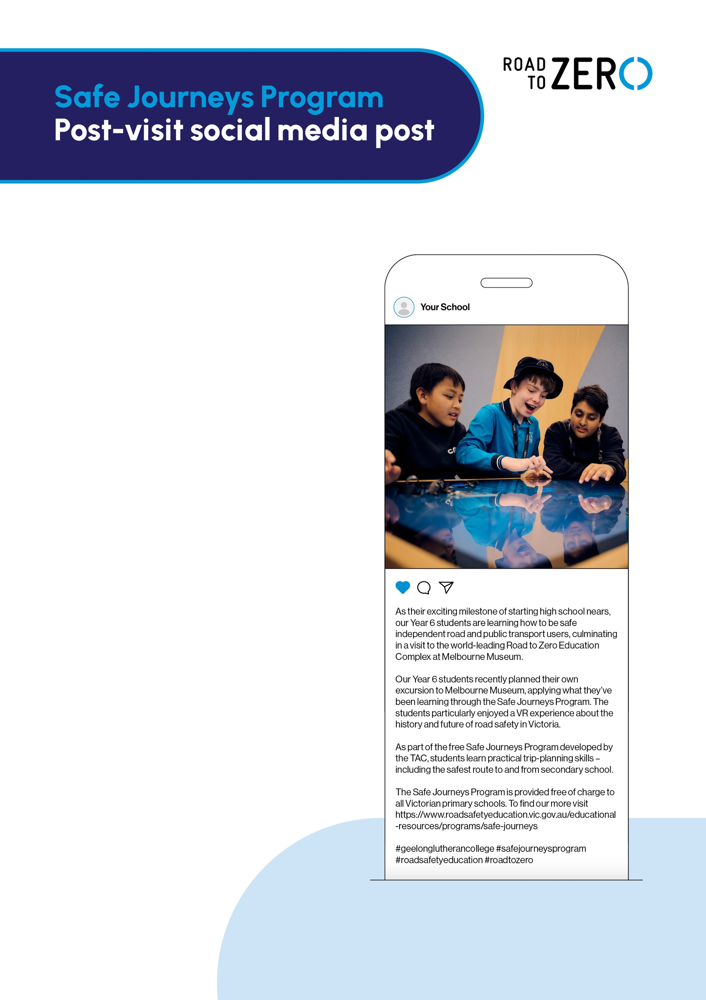 Safe Journeys Program
Post-visit social media post
ROAD
TO ZERO
Your School
As their exciting milestone of starting high school nears,
our Year 6 students are learning how to be safe
independent road and public transport users, culminating
in a visit to the world-leading Road to Zero Education
Complex at Melbourne Museum.
Our Year 6 students recently planned their own
excursion to Melbourne Museum, applying what they’ve
been learning through the Safe Journeys Program. The
students particularly enjoyed a VR experience about the
history and future of road safety in Victoria.
As part of the free Safe Journeys Program developed by
the TAC, students learn practical trip-planning skills –
including the safest route to and from secondary school.
The Safe Journeys Program is provided free of charge to
all Victorian primary schools. To find our more visit
https://www.roadsafetyeducation.vic.gov.au/educational
-resources/programs/safe-journeys
#geelonglutherancollege #safejourneysprogram
#roadsafetyeducation #roadtozero